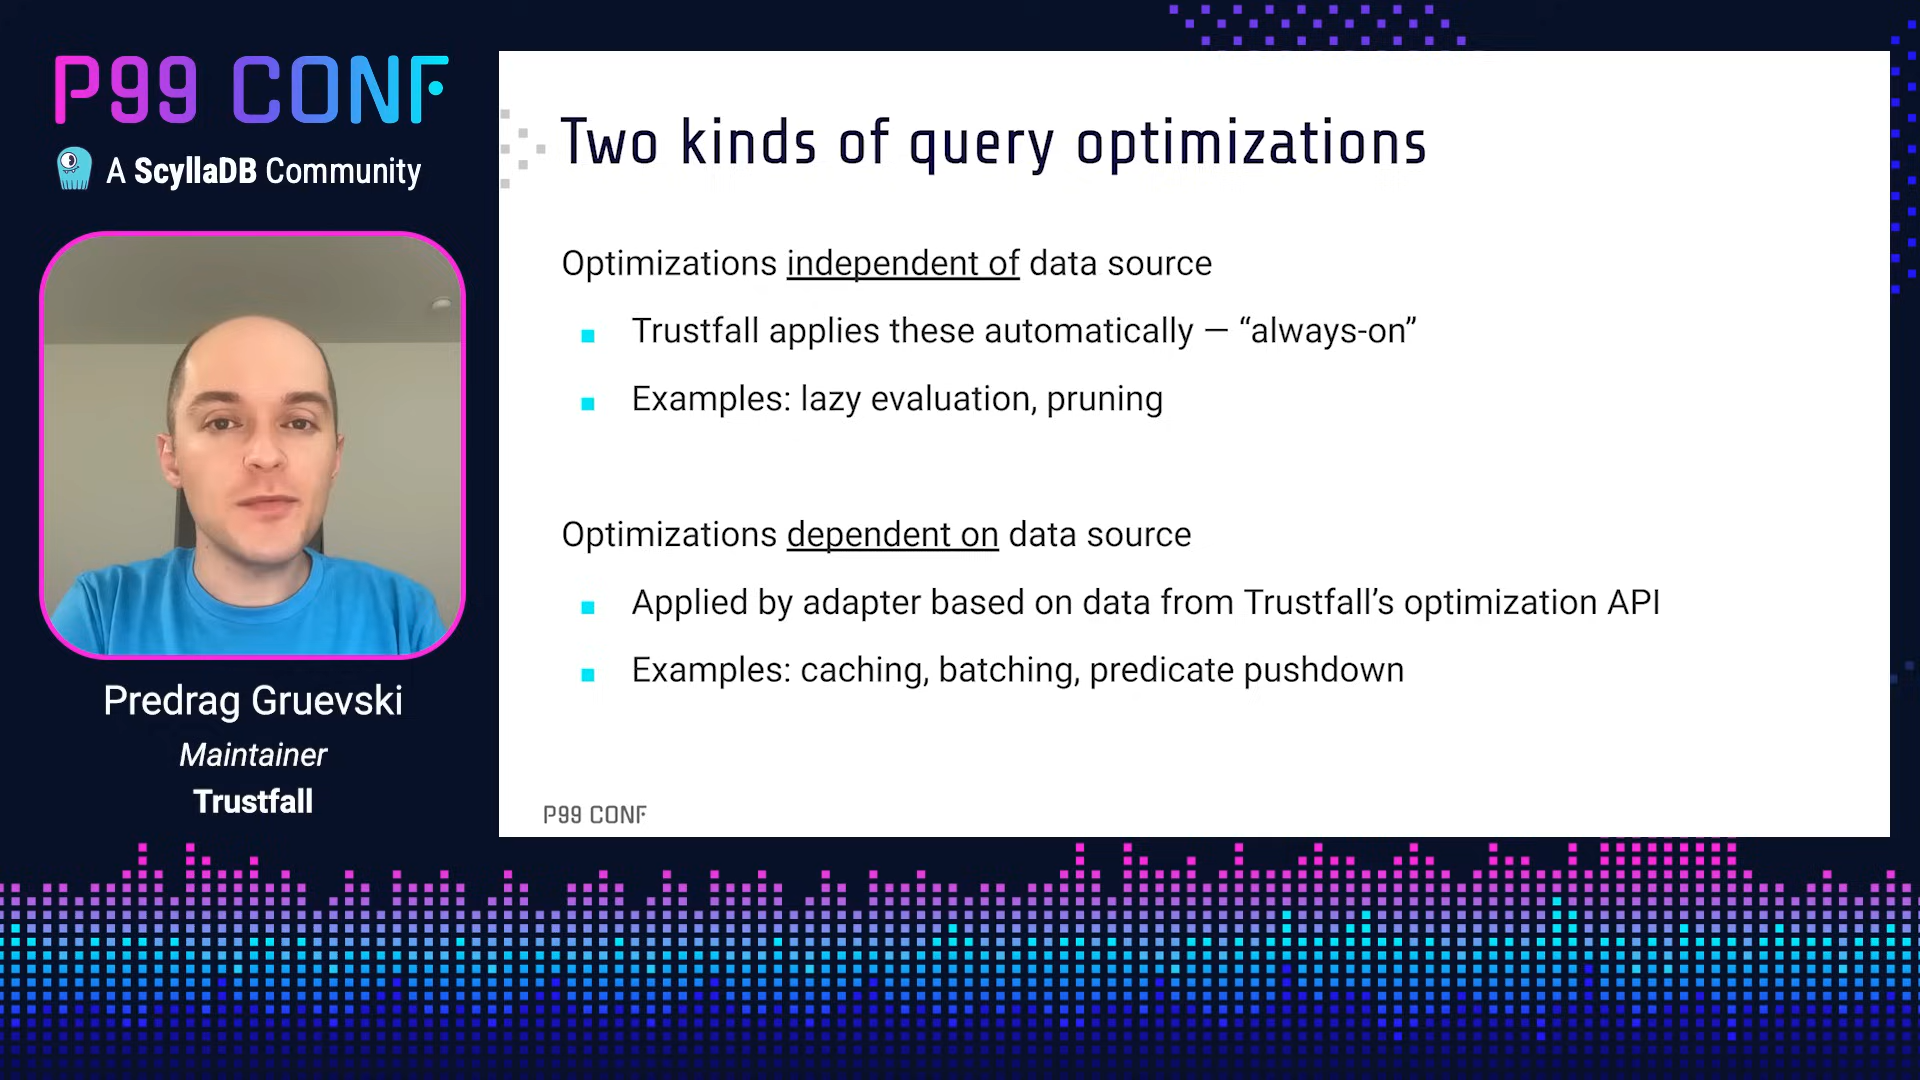 P99 CONF
A ScyllaDB Community
Predrag Gruevski
Maintainer
Trustfall
Two kinds of query optimizations
Optimizations independent of data source
Trustfall applies these automatically — “always-on”
Examples: lazy evaluation, pruning
Optimizations dependent on data source
Applied by adapter based on data from Trustfall’s optimization API
Examples: caching, batching, predicate pushdown
P99 CONF